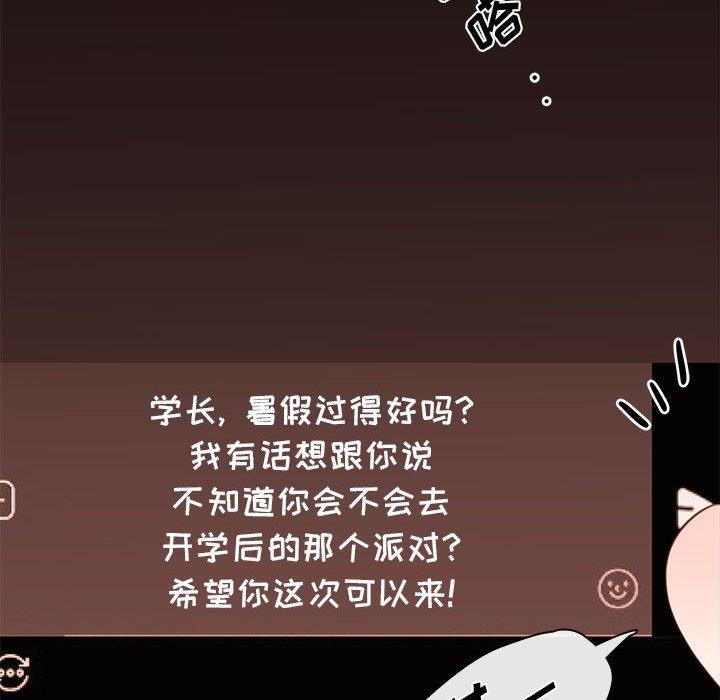 哈
。。
学长, 暑假过得好吗?
我有话想跟你说
不知道你会不会去
开学后的那个派对?
希望你这次可以来!